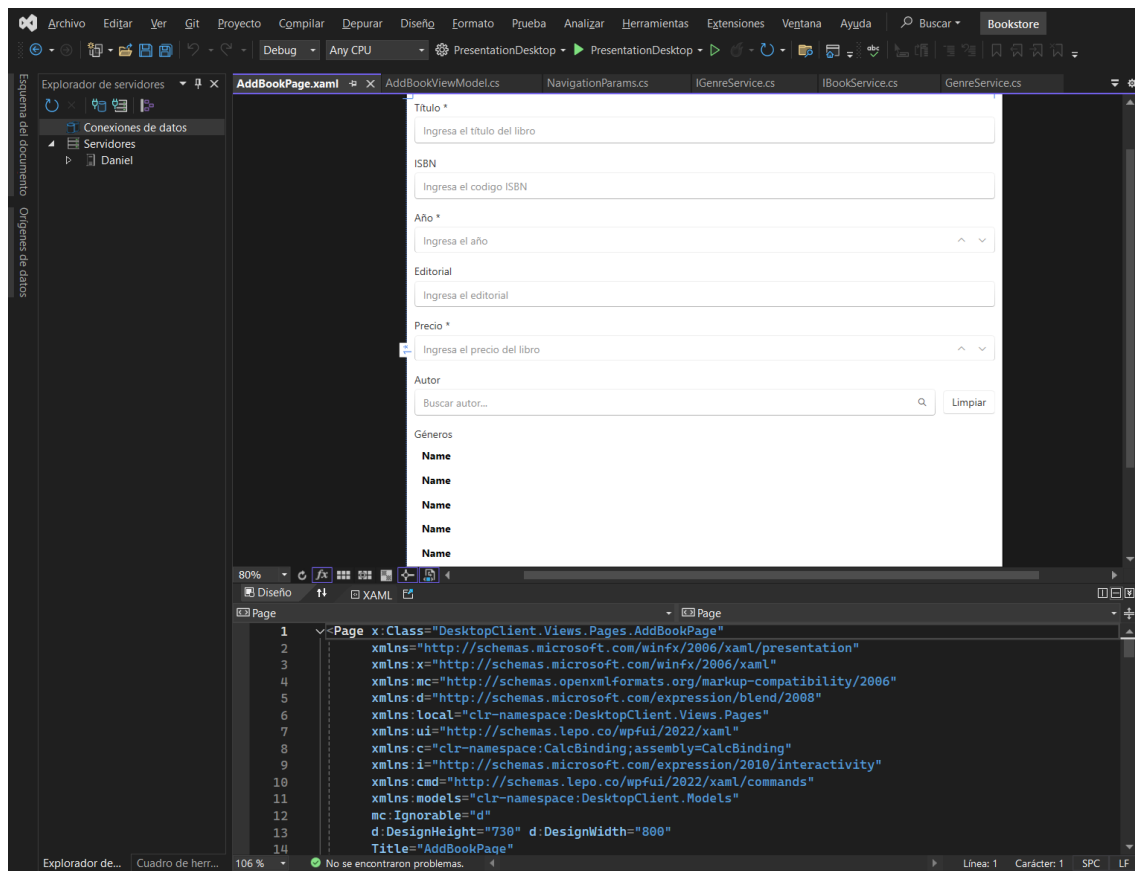 Archivo Editar Ver Git Proyecto Compilar Depurar Diseño Formato Prueba Analizar Herramientas Extensiones Ventana Ayuda Buscar Bookstore
Debug Any CPU PresentationDesktop PresentationDesktop abc
Esquema del documento
Orígenes de datos
Explorador de servidores
Conexiones de datos
Servidores
Daniel
Explorador de... Cuadro de herr...
AddBookPage.xaml AddBookViewModel.cs NavigationParams.cs IGenreService.cs IBookService.cs GenreService.cs
Título *
Ingresa el título del libro
ISBN
Ingresa el codigo ISBN
Año *
Ingresa el año
Editorial
Ingresa el editorial
Precio *
Ingresa el precio del libro
Autor
Buscar autor... Limpiar
Géneros
Name
Name
Name
Name
Name
80% fx
Diseño XAML
Page Page
1 <Page x:Class="DesktopClient.Views.Pages.AddBookPage"
2 xmlns="http://schemas.microsoft.com/winfx/2006/xaml/presentation"
3 xmlns:x="http://schemas.microsoft.com/winfx/2006/xaml"
4 xmlns:mc="http://schemas.openxmlformats.org/markup-compatibility/2006"
5 xmlns:d="http://schemas.microsoft.com/expression/blend/2008"
6 xmlns:local="clr-namespace:DesktopClient.Views.Pages"
7 xmlns:ui="http://schemas.lepo.co/wpfui/2022/xaml"
8 xmlns:c="clr-namespace:CalcBinding;assembly=CalcBinding"
9 xmlns:i="http://schemas.microsoft.com/expression/2010/interactivity"
10 xmlns:cmd="http://schemas.lepo.co/wpfui/2022/xaml/commands"
11 xmlns:models="clr-namespace:DesktopClient.Models"
12 mc:Ignorable="d"
13 d:DesignHeight="730" d:DesignWidth="800"
14 Title="AddBookPage"
106 % No se encontraron problemas. Línea: 1 Carácter: 1 SPC LF